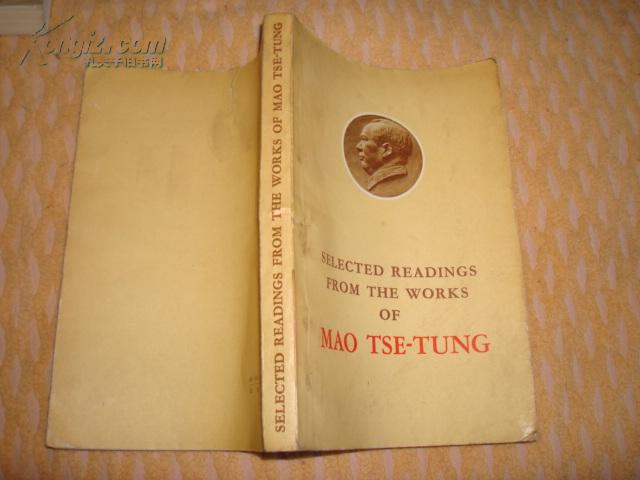 Kongfz.com
孔夫子旧书网
SELECTED READINGS FROM THE WORKS OF MAO TSE-TUNG
SELECTED READINGS
FROM THE WORKS
OF
MAO TSE-TUNG